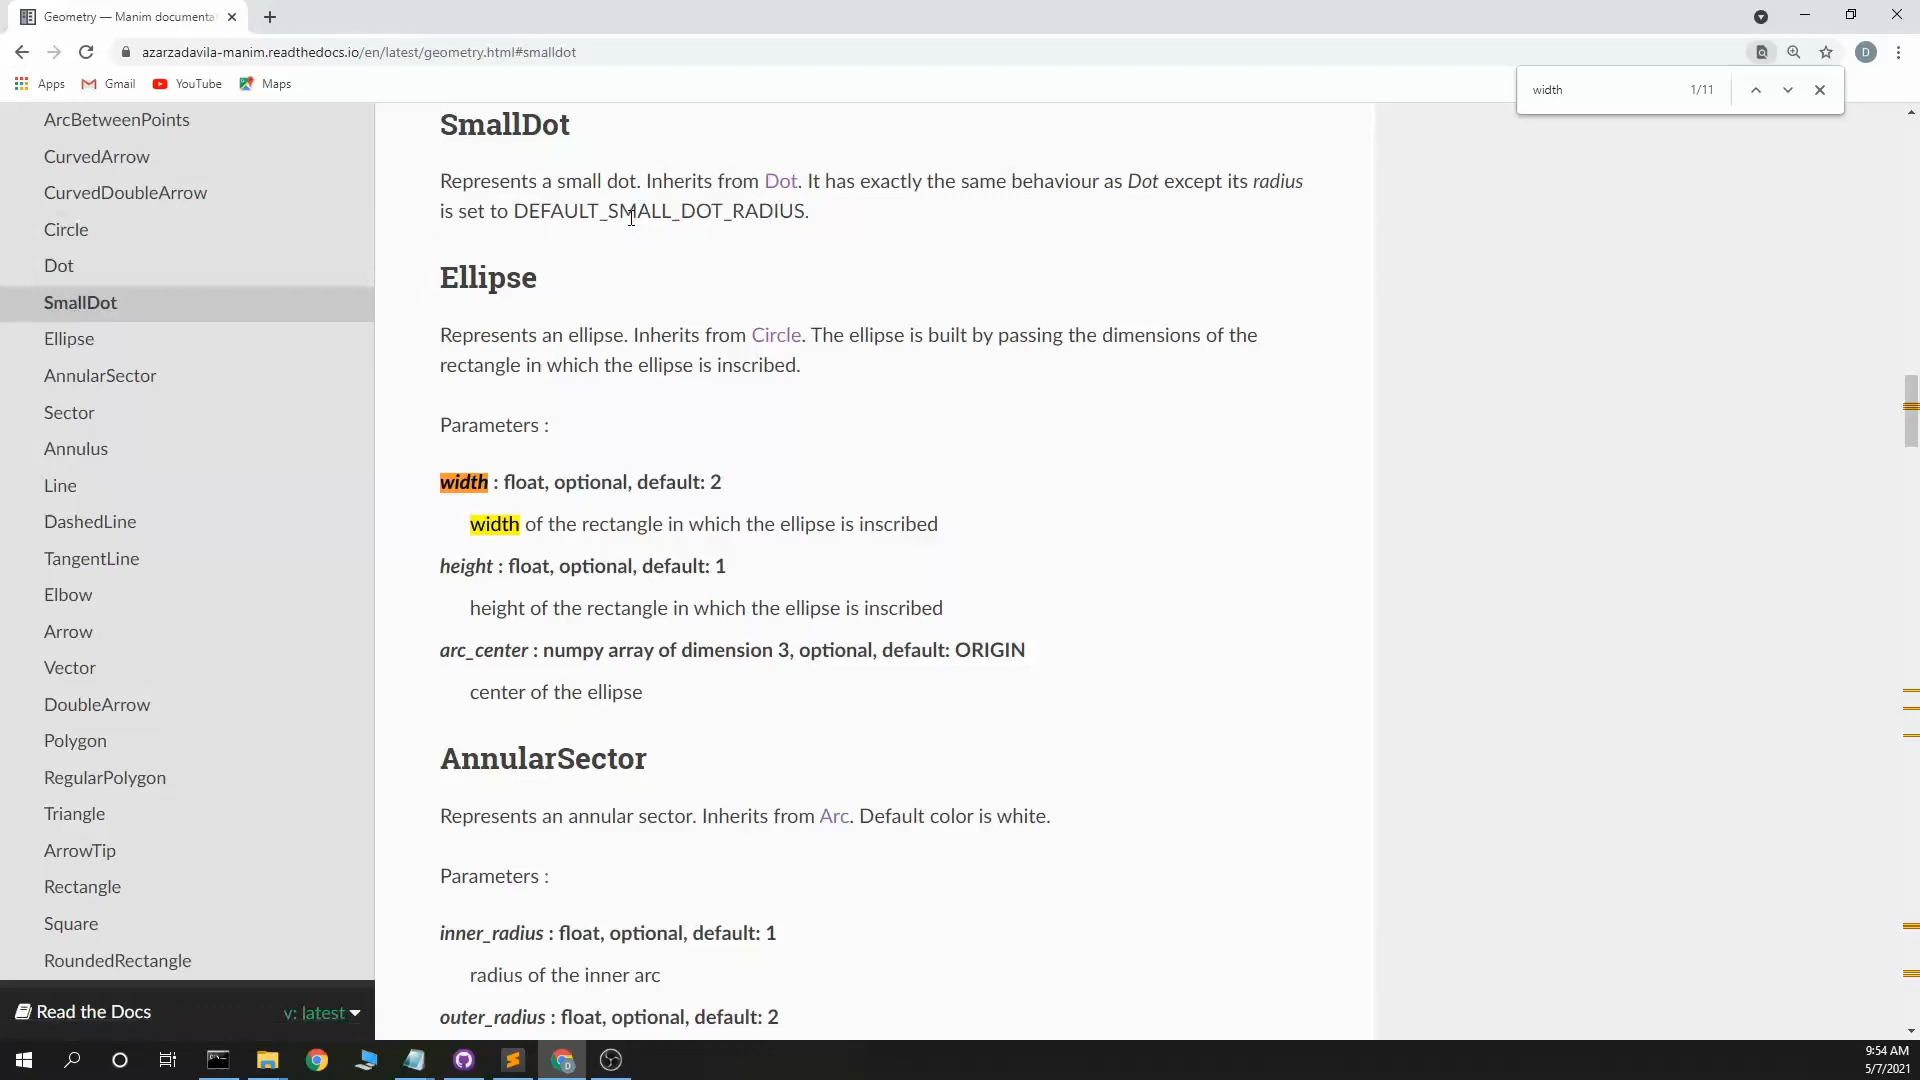 Geometry — Manim documenta
azarzadavila-manim.readthedocs.io/en/latest/geometry.html#smalldot
D
Apps
Gmail
YouTube
Maps
width
1/11
ArcBetweenPoints
CurvedArrow
CurvedDoubleArrow
Circle
Dot
SmallDot
Ellipse
AnnularSector
Sector
Annulus
Line
DashedLine
TangentLine
Elbow
Arrow
Vector
DoubleArrow
Polygon
RegularPolygon
Triangle
ArrowTip
Rectangle
Square
RoundedRectangle
Read the Docs
v: latest
SmallDot
Represents a small dot. Inherits from Dot. It has exactly the same behaviour as Dot except its radius
is set to DEFAULT_SMALL_DOT_RADIUS.
Ellipse
Represents an ellipse. Inherits from Circle. The ellipse is built by passing the dimensions of the
rectangle in which the ellipse is inscribed.
Parameters :
width : float, optional, default: 2
width of the rectangle in which the ellipse is inscribed
height : float, optional, default: 1
height of the rectangle in which the ellipse is inscribed
arc_center : numpy array of dimension 3, optional, default: ORIGIN
center of the ellipse
AnnularSector
Represents an annular sector. Inherits from Arc. Default color is white.
Parameters :
inner_radius : float, optional, default: 1
radius of the inner arc
outer_radius : float, optional, default: 2
9:54 AM
5/7/2021